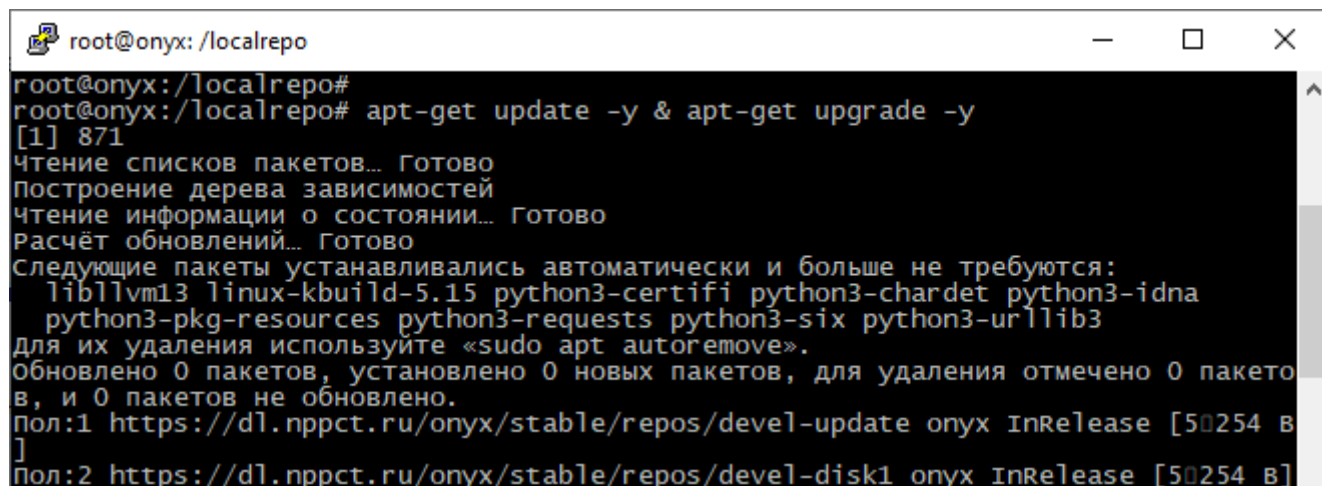 root@onyx: /localrepo
root@onyx:/localrepo#
root@onyx:/localrepo# apt-get update -y & apt-get upgrade -y
[1] 871
Чтение списков пакетов… Готово
Построение дерева зависимостей
Чтение информации о состоянии… Готово
Расчёт обновлений… Готово
Следующие пакеты устанавливались автоматически и больше не требуются:
  libllvm13 linux-kbuild-5.15 python3-certifi python3-chardet python3-idna
  python3-pkg-resources python3-requests python3-six python3-urllib3
Для их удаления используйте «sudo apt autoremove».
Обновлено 0 пакетов, установлено 0 новых пакетов, для удаления отмечено 0 пакето
в, и 0 пакетов не обновлено.
Пол:1 https://dl.nppct.ru/onyx/stable/repos/devel-update onyx InRelease [5▯254 B
]
Пол:2 https://dl.nppct.ru/onyx/stable/repos/devel-disk1 onyx InRelease [5▯254 B]